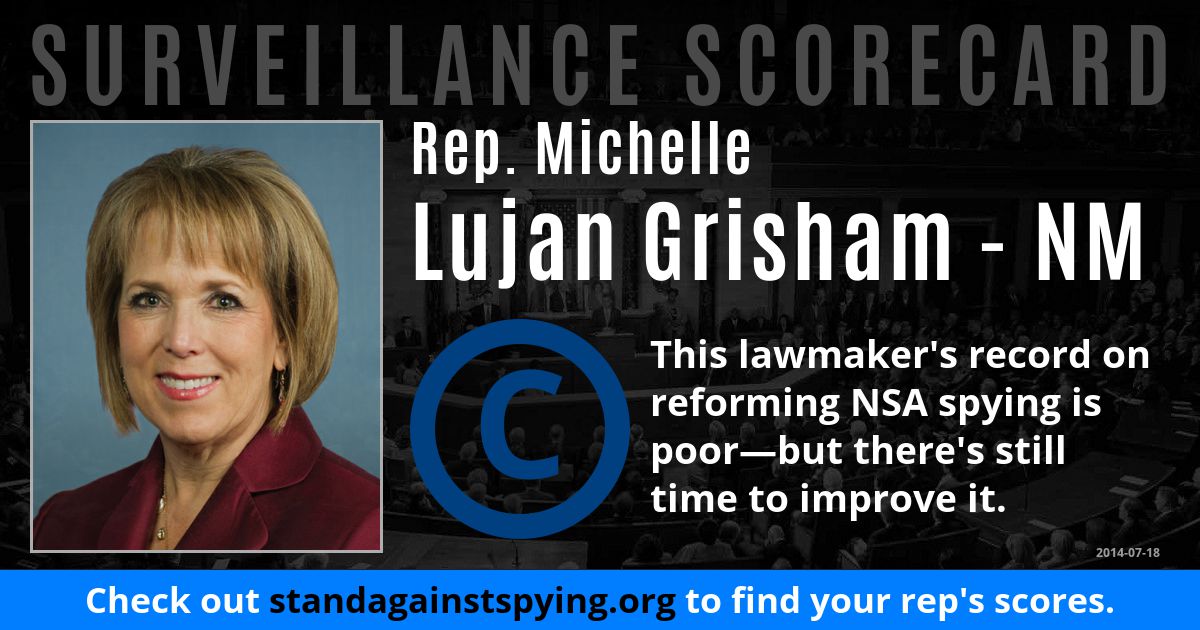 SURVEILLANCE SCORECARD
Rep. Michelle
Lujan Grisham - NM
C
This lawmaker's record on
reforming NSA spying is
poor—but there's still
time to improve it.
2014-07-18
Check out standagainstspying.org to find your rep's scores.